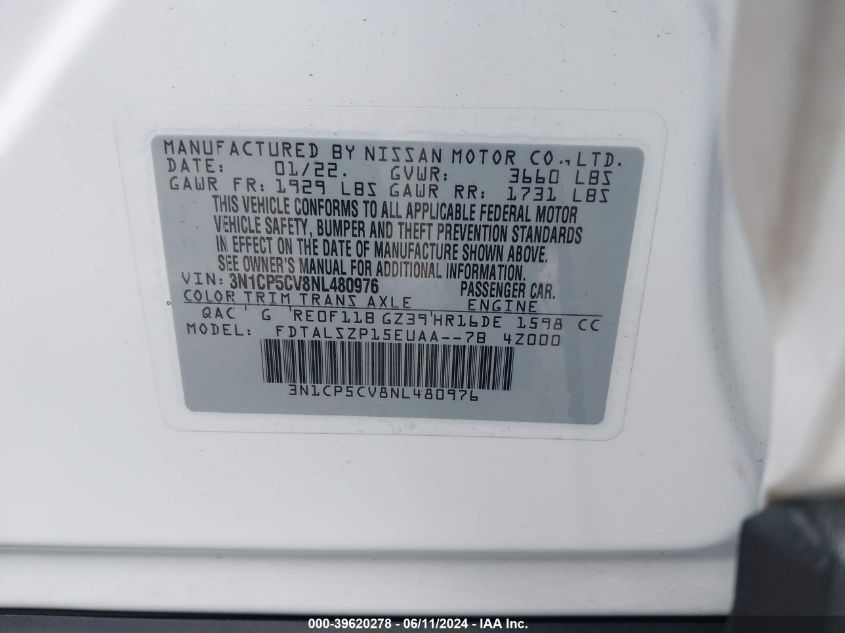 MANUFACTURED BY NISSAN MOTOR CO., LTD.
DATE: 01/22. GVWR: 3660 LBS
GAWR FR: 1929 LBS GAWR RR: 1731 LBS
THIS VEHICLE CONFORMS TO ALL APPLICABLE FEDERAL MOTOR
VEHICLE SAFETY, BUMPER AND THEFT PREVENTION STANDARDS
IN EFFECT ON THE DATE OF MANUFACTURE SHOWN ABOVE.
SEE OWNER'S MANUAL FOR ADDITIONAL INFORMATION.
VIN: 3N1CP5CV8NL480976 PASSENGER CAR.
COLOR TRIM TRANS AXLE ENGINE
QAC G RE0F11B GZ39 HR16DE 1598 CC
MODEL: FDTALSZP15EUAA--7B 4Z000
3N1CP5CV8NL480976
000-39620278 - 06/11/2024 - IAA Inc.